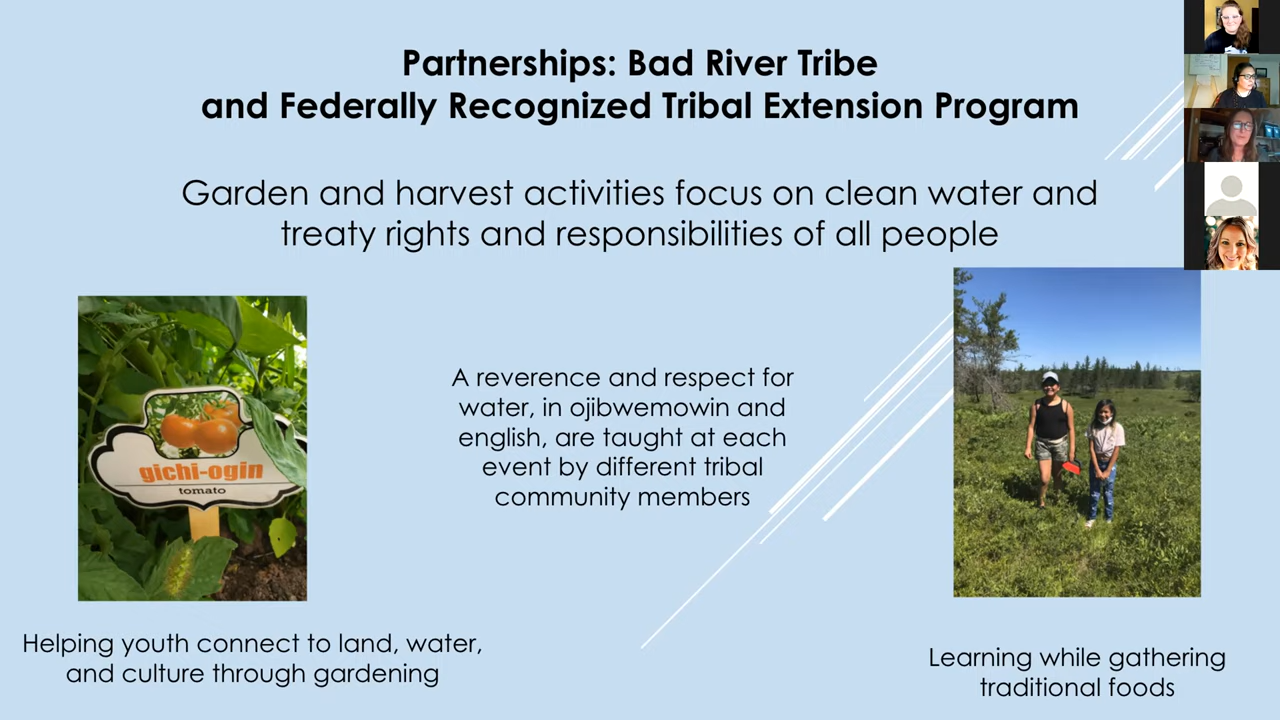 Partnerships: Bad River Tribe
and Federally Recognized Tribal Extension Program
Garden and harvest activities focus on clean water and
treaty rights and responsibilities of all people
gichi-ogin
tomato
A reverence and respect for
water, in ojibwemowin and
english, are taught at each
event by different tribal
community members
Helping youth connect to land, water,
and culture through gardening
Learning while gathering
traditional foods